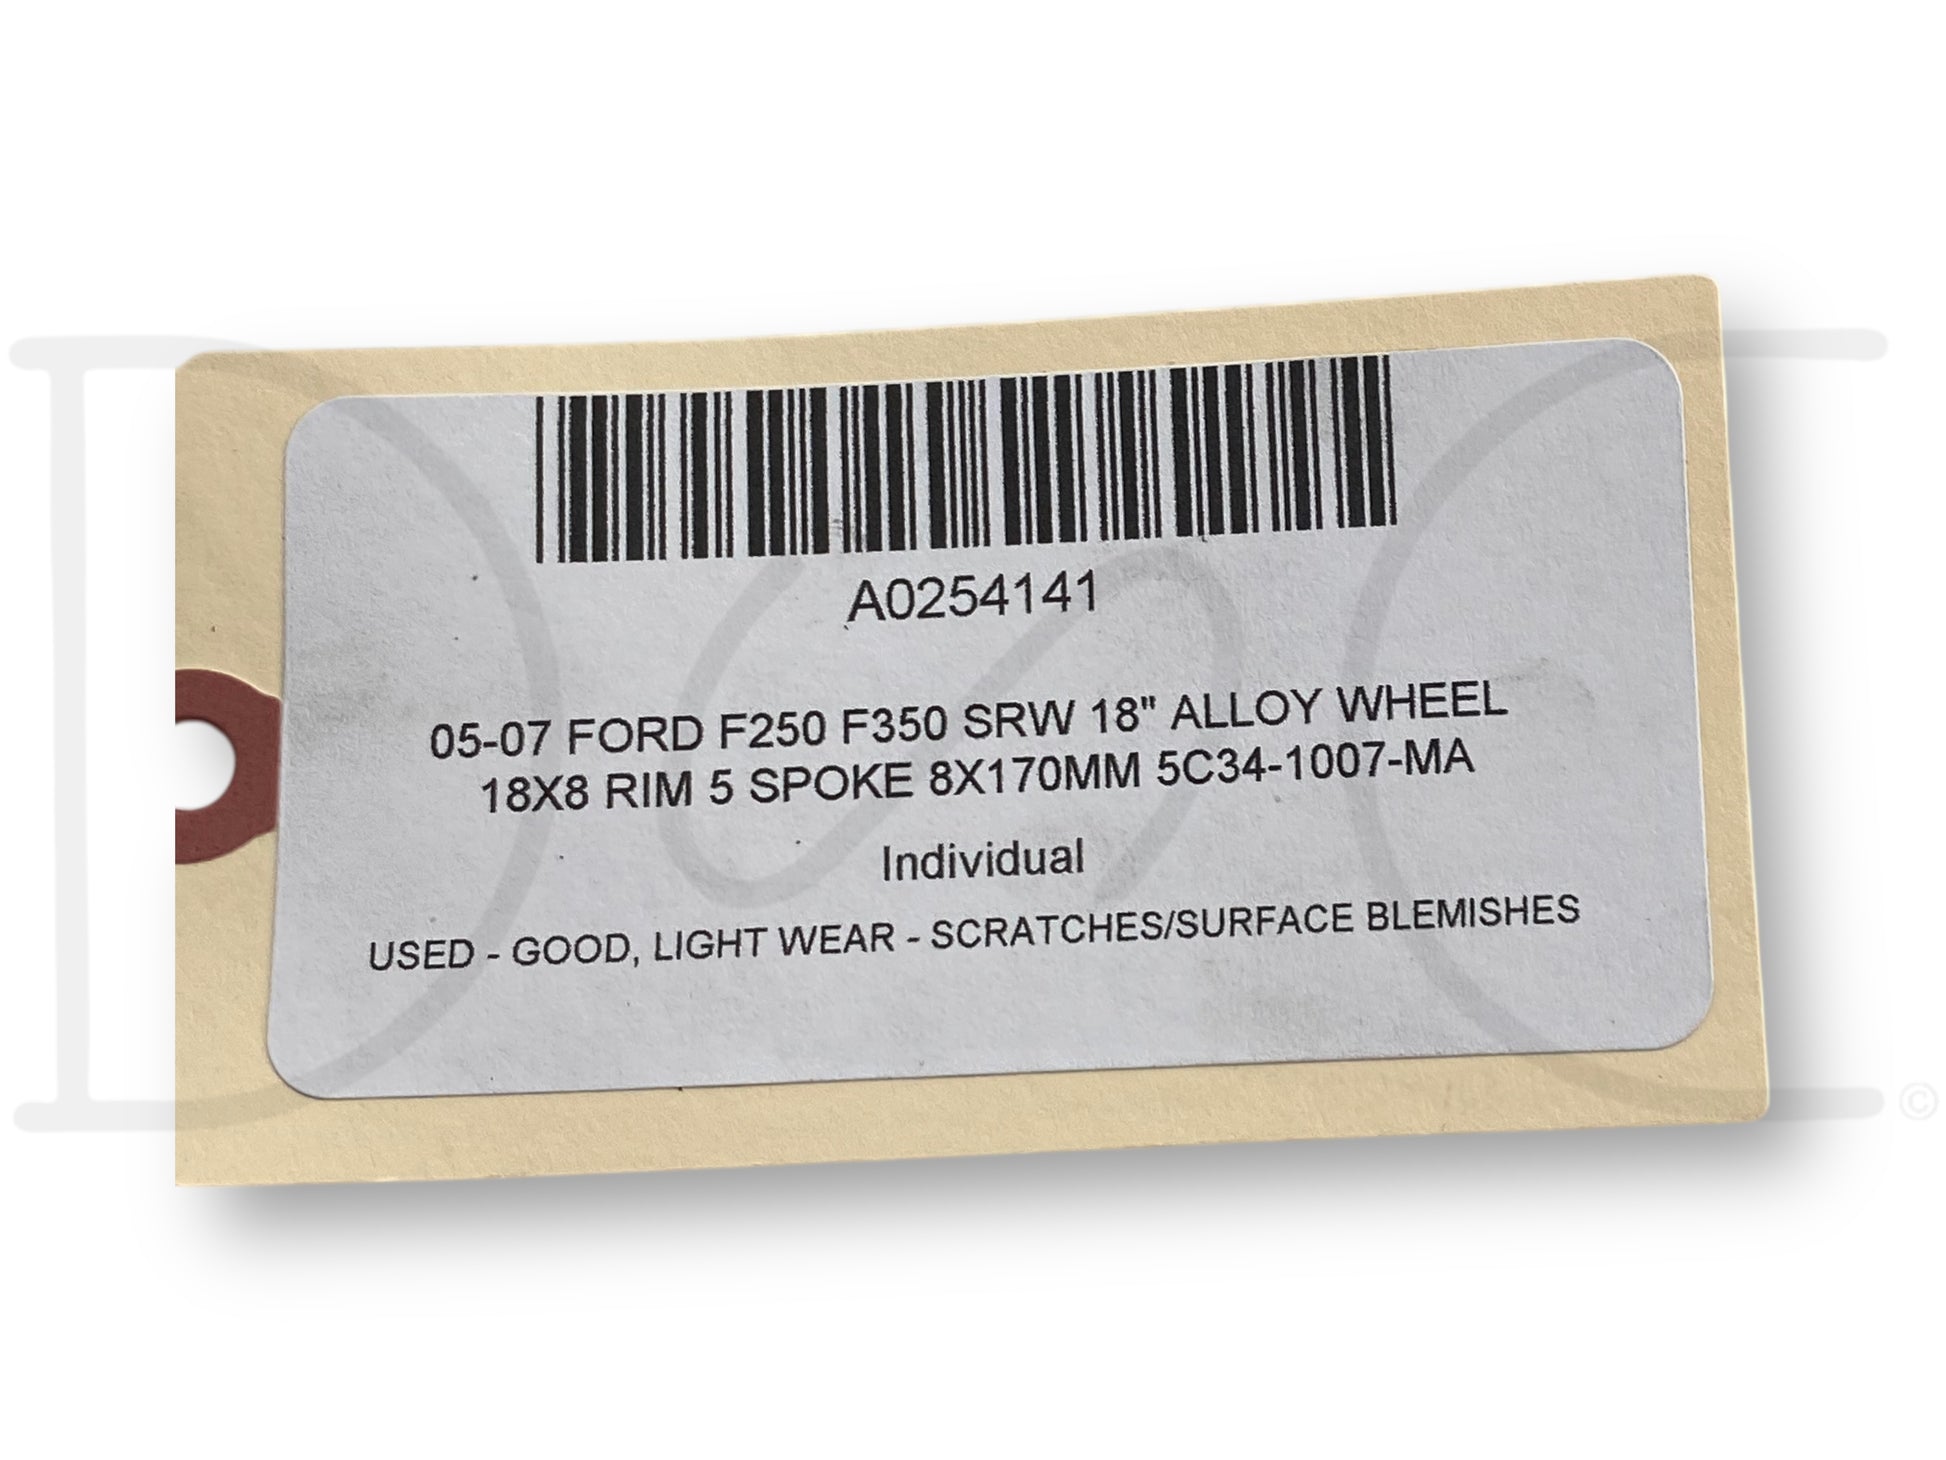 A0254141
05-07 FORD F250 F350 SRW 18" ALLOY WHEEL
18X8 RIM 5 SPOKE 8X170MM 5C34-1007-MA
Individual
USED - GOOD, LIGHT WEAR - SCRATCHES/SURFACE BLEMISHES
©